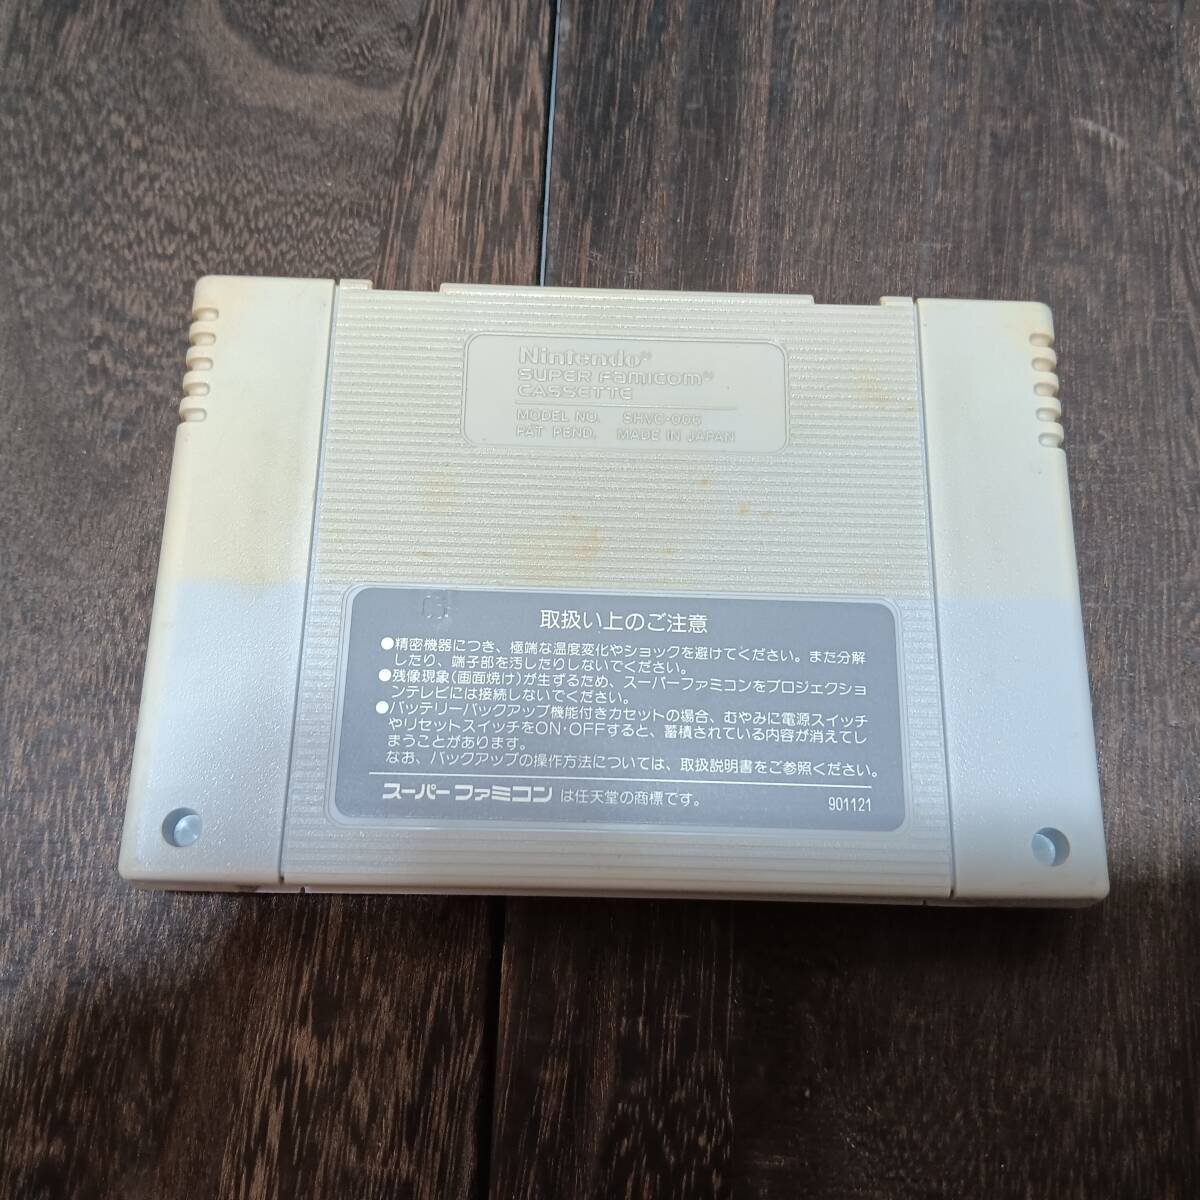 Nintendo®
SUPER Famicom™
CASSETTE
MODEL NO. SHVC-006
PAT PEND. MADE IN JAPAN
取扱い上のご注意
●精密機器につき、極端な温度変化やショックを避けてください。また分解
したり、端子部を汚したりしないでください。
●残像現象(画面焼け)が生ずるため、スーパーファミコンをプロジェクショ
ンテレビには接続しないでください。
●バッテリーバックアップ機能付きカセットの場合、むやみに電源スイッチ
やリセットスイッチをON・OFFすると、蓄積されている内容が消えてし
まうことがあります。
なお、バックアップの操作方法については、取扱説明書をご参照ください。
スーパーファミコン は任天堂の商標です。 901121